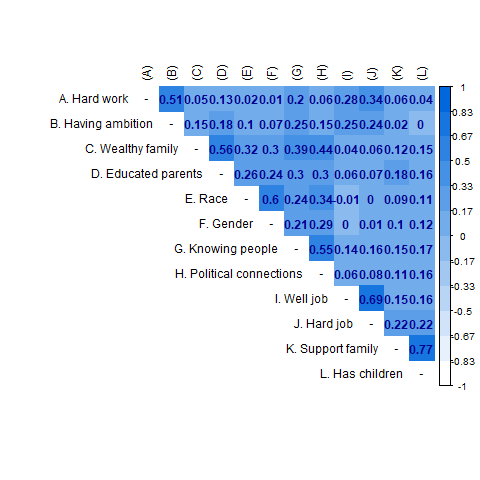 (A) (B) (C) (D) (E) (F) (G) (H) (I) (J) (K) (L)
A. Hard work - 0.51 0.05 0.13 0.02 0.01 0.2 0.06 0.28 0.34 0.06 0.04
B. Having ambition - 0.15 0.18 0.1 0.07 0.25 0.15 0.25 0.24 0.02 0
C. Wealthy family - 0.56 0.32 0.3 0.39 0.44 0.04 0.06 0.12 0.15
D. Educated parents - 0.26 0.24 0.3 0.3 0.06 0.07 0.18 0.16
E. Race - 0.6 0.24 0.34 -0.01 0 0.09 0.11
F. Gender - 0.21 0.29 0 0.01 0.1 0.12
G. Knowing people - 0.55 0.14 0.16 0.15 0.17
H. Political connections - 0.06 0.08 0.11 0.16
I. Well job - 0.69 0.15 0.16
J. Hard job - 0.22 0.22
K. Support family - 0.77
L. Has children -
1
0.83
0.67
0.5
0.33
0.17
0
-0.17
-0.33
-0.5
-0.67
-0.83
-1